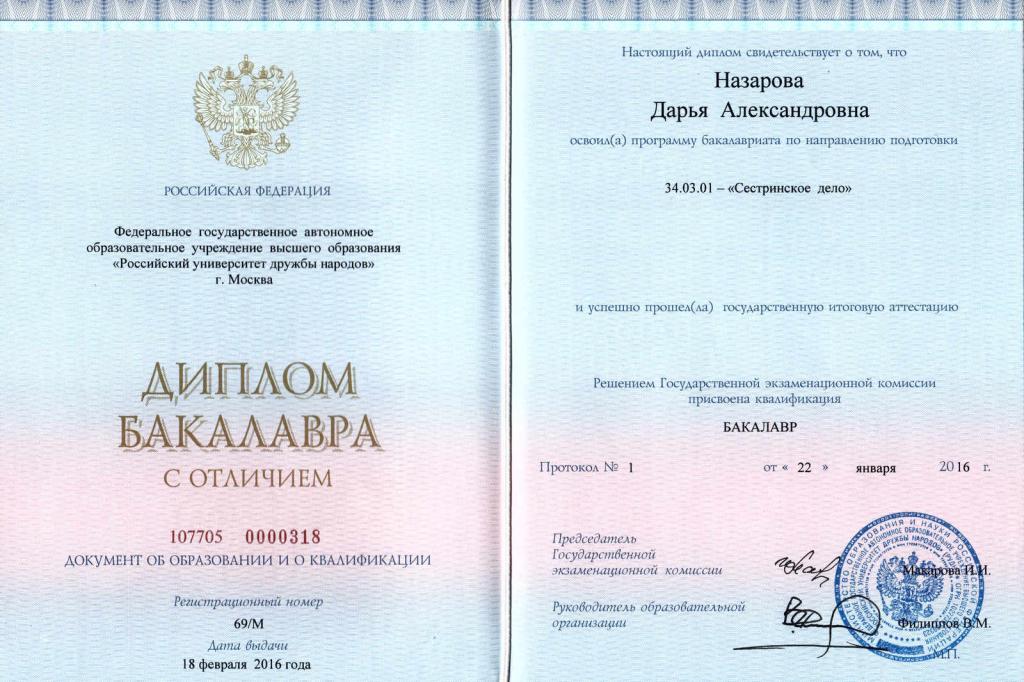 РОССИЙСКАЯ ФЕДЕРАЦИЯ
Федеральное государственное автономное
образовательное учреждение высшего образования
«Российский университет дружбы народов»
г. Москва
ДИПЛОМ
БАКАЛАВРА
С ОТЛИЧИЕМ
107705 0000318
ДОКУМЕНТ ОБ ОБРАЗОВАНИИ И О КВАЛИФИКАЦИИ
Регистрационный номер
69/М
Дата выдачи
18 февраля 2016 года
Настоящий диплом свидетельствует о том, что
Назарова
Дарья Александровна
освоил(а) программу бакалавриата по направлению подготовки
34.03.01 – «Сестринское дело»
и успешно прошел(ла) государственную итоговую аттестацию
Решением Государственной экзаменационной комиссии
присвоена квалификация
БАКАЛАВР
Протокол № 1 от « 22 » января 2016 г.
Председатель
Государственной
экзаменационной комиссии
Макарова И.И.
Руководитель образовательной
организации
Филиппов В.М.
М.П.